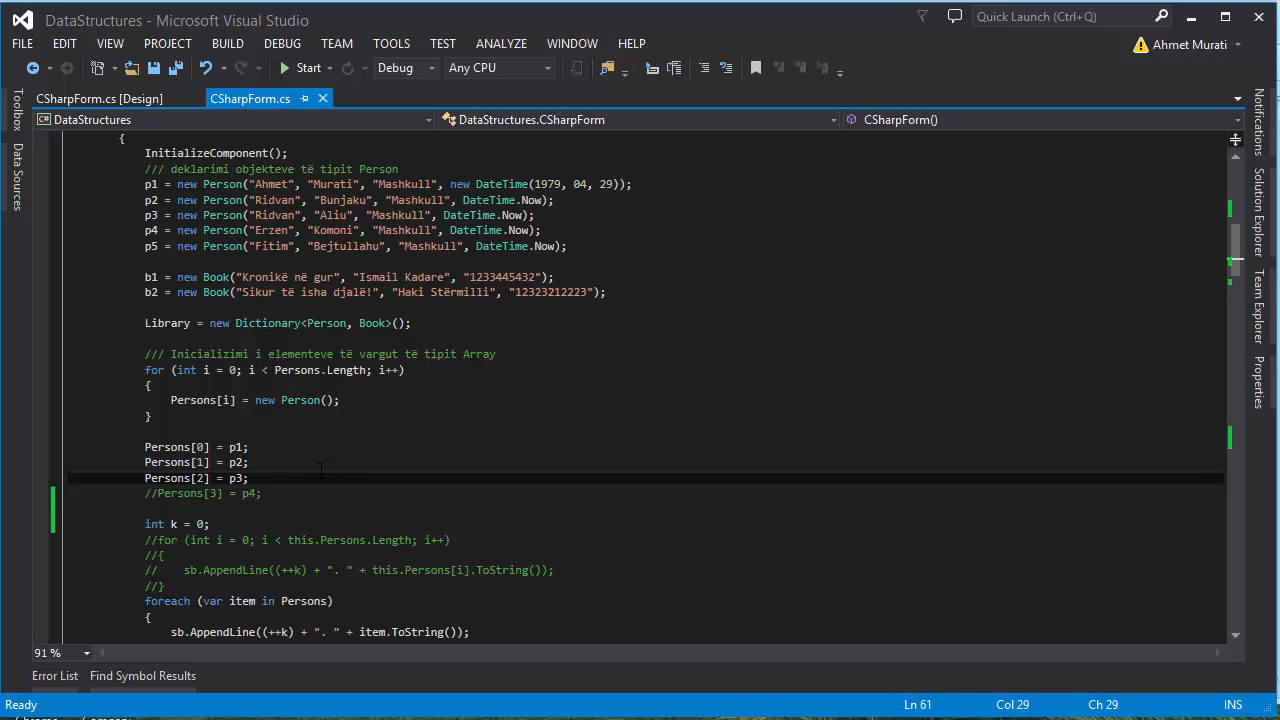 DataStructures - Microsoft Visual Studio
Quick Launch (Ctrl+Q)
FILE EDIT VIEW PROJECT BUILD DEBUG TEAM TOOLS TEST ANALYZE WINDOW HELP
Ahmet Murati
Start Debug Any CPU
CSharpForm.cs [Design] CSharpForm.cs
DataStructures DataStructures.CSharpForm CSharpForm()
Toolbox
Data Sources
{
InitializeComponent();
/// deklarimi objekteve të tipit Person
p1 = new Person("Ahmet", "Murati", "Mashkull", new DateTime(1979, 04, 29));
p2 = new Person("Ridvan", "Bunjaku", "Mashkull", DateTime.Now);
p3 = new Person("Ridvan", "Aliu", "Mashkull", DateTime.Now);
p4 = new Person("Erzen", "Komoni", "Mashkull", DateTime.Now);
p5 = new Person("Fitim", "Bejtullahu", "Mashkull", DateTime.Now);
b1 = new Book("Kronikë në gur", "Ismail Kadare", "1233445432");
b2 = new Book("Sikur të isha djalë!", "Haki Stërmilli", "12323212223");
Library = new Dictionary<Person, Book>();
/// Inicializimi i elementeve të vargut të tipit Array
for (int i = 0; i < Persons.Length; i++)
{
Persons[i] = new Person();
}
Persons[0] = p1;
Persons[1] = p2;
Persons[2] = p3;
//Persons[3] = p4;
int k = 0;
//for (int i = 0; i < this.Persons.Length; i++)
//{
// sb.AppendLine((++k) + ". " + this.Persons[i].ToString());
//}
foreach (var item in Persons)
{
sb.AppendLine((++k) + ". " + item.ToString());
Notifications
Solution Explorer
Team Explorer
Properties
91 %
Error List Find Symbol Results
Ready Ln 61 Col 29 Ch 29 INS